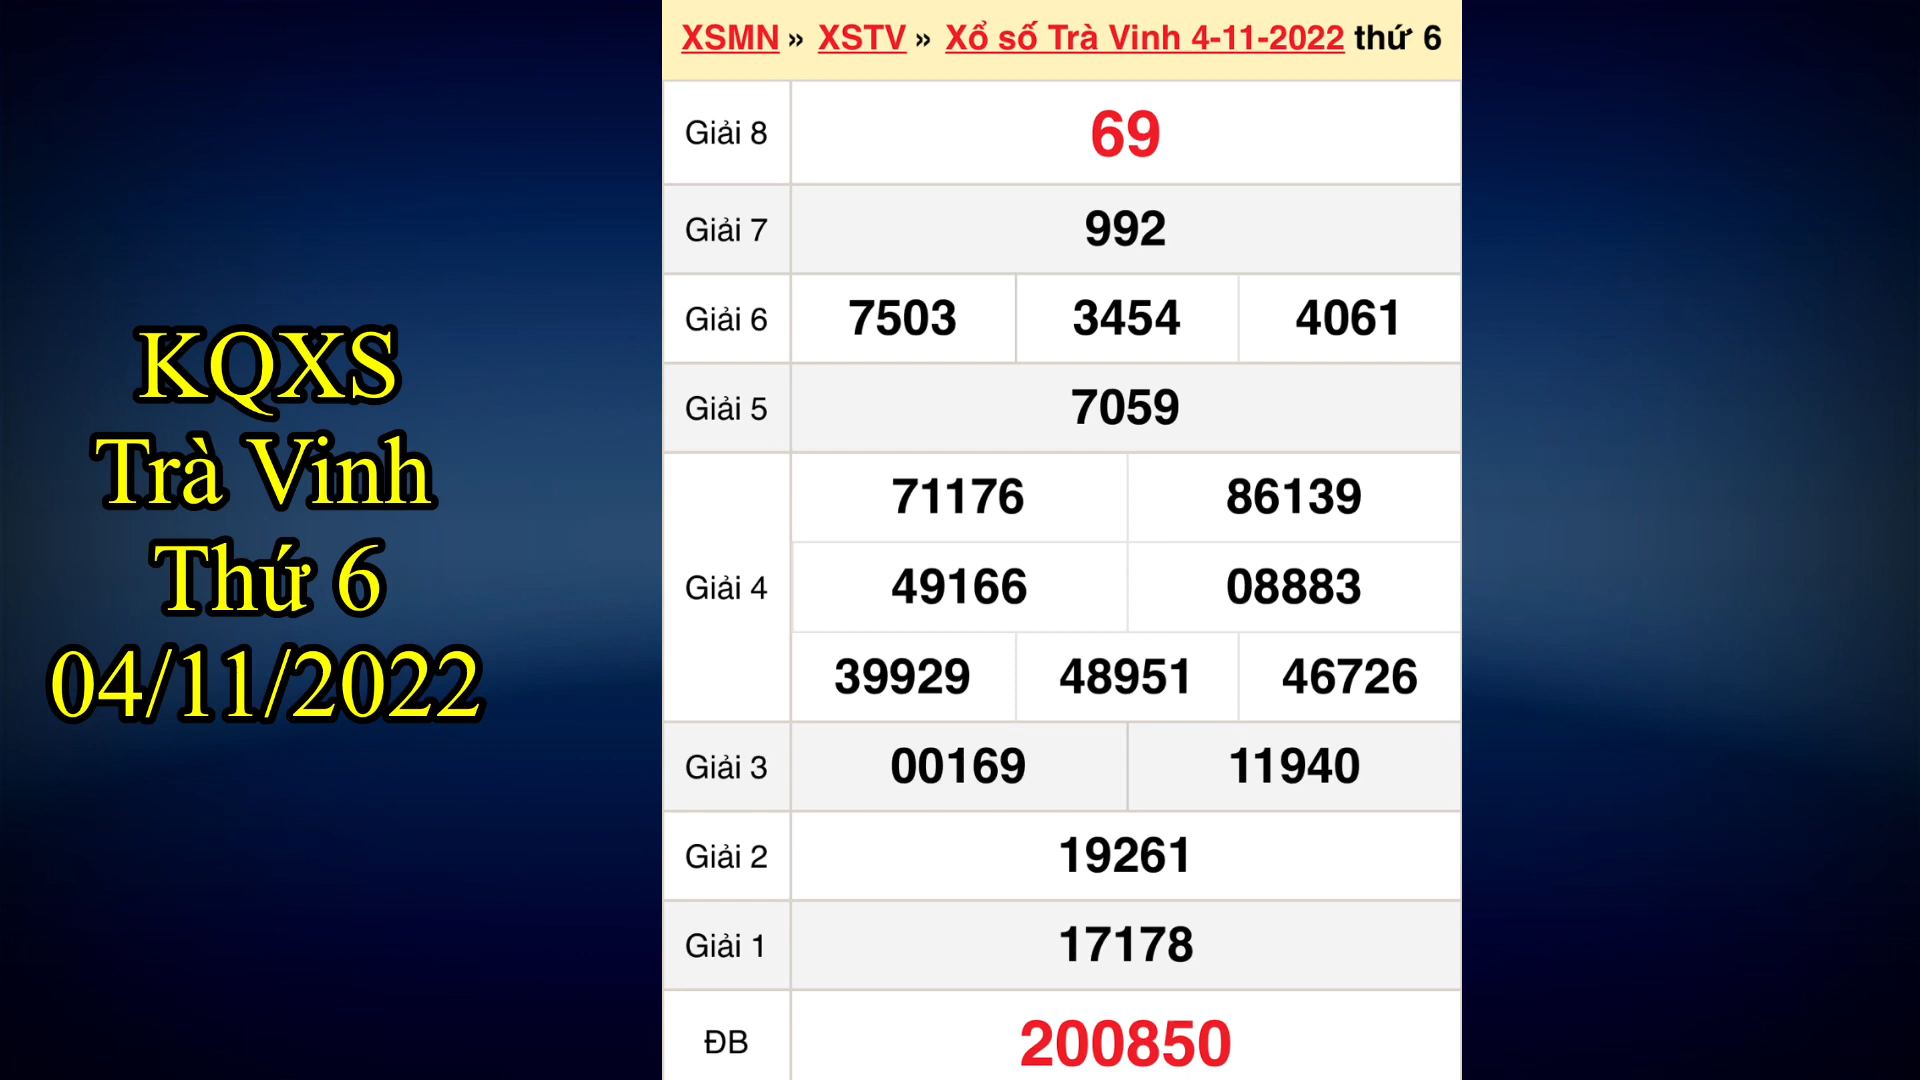 KQXS
Trà Vinh
Thứ 6
04/11/2022
XSMN » XSTV » Xổ số Trà Vinh 4-11-2022 thứ 6
Giải 8 69
Giải 7 992
Giải 6 7503 3454 4061
Giải 5 7059
Giải 4 71176 86139
49166 08883
39929 48951 46726
Giải 3 00169 11940
Giải 2 19261
Giải 1 17178
ĐB 200850